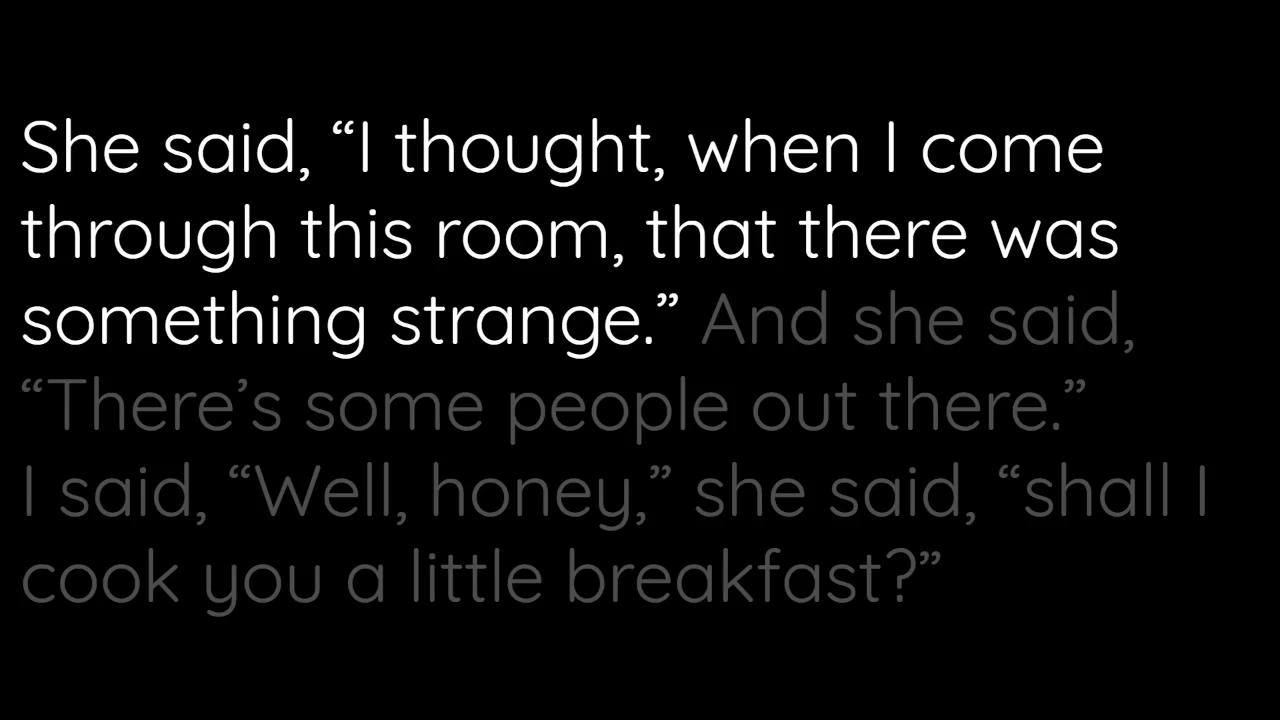 She said, “I thought, when I come
through this room, that there was
something strange.” And she said,
“There’s some people out there.”
I said, “Well, honey,” she said, “shall I
cook you a little breakfast?”